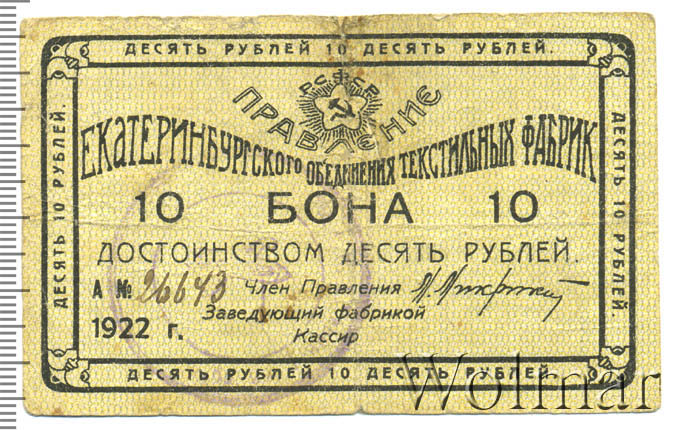 ДЕСЯТЬ РУБЛЕЙ 10 ДЕСЯТЬ РУБЛЕЙ.
ДЕСЯТЬ 10 РУБЛЕЙ.
ДЕСЯТЬ 10 РУБЛЕЙ.
РСФСР
ПРАВЛЕНИЕ
ЕКАТЕРИНБУРГСКОГО ОБЪЕДИНЕНИЯ ТЕКСТИЛЬНЫХ ФАБРИК
10 БОНА 10
ДОСТОИНСТВОМ ДЕСЯТЬ РУБЛЕЙ.
А № 26643 Член Правления
Заведующий фабрикой
1922 г.
Кассир
ДЕСЯТЬ РУБЛЕЙ 10 ДЕСЯТЬ РУБЛЕЙ.
Wolmar